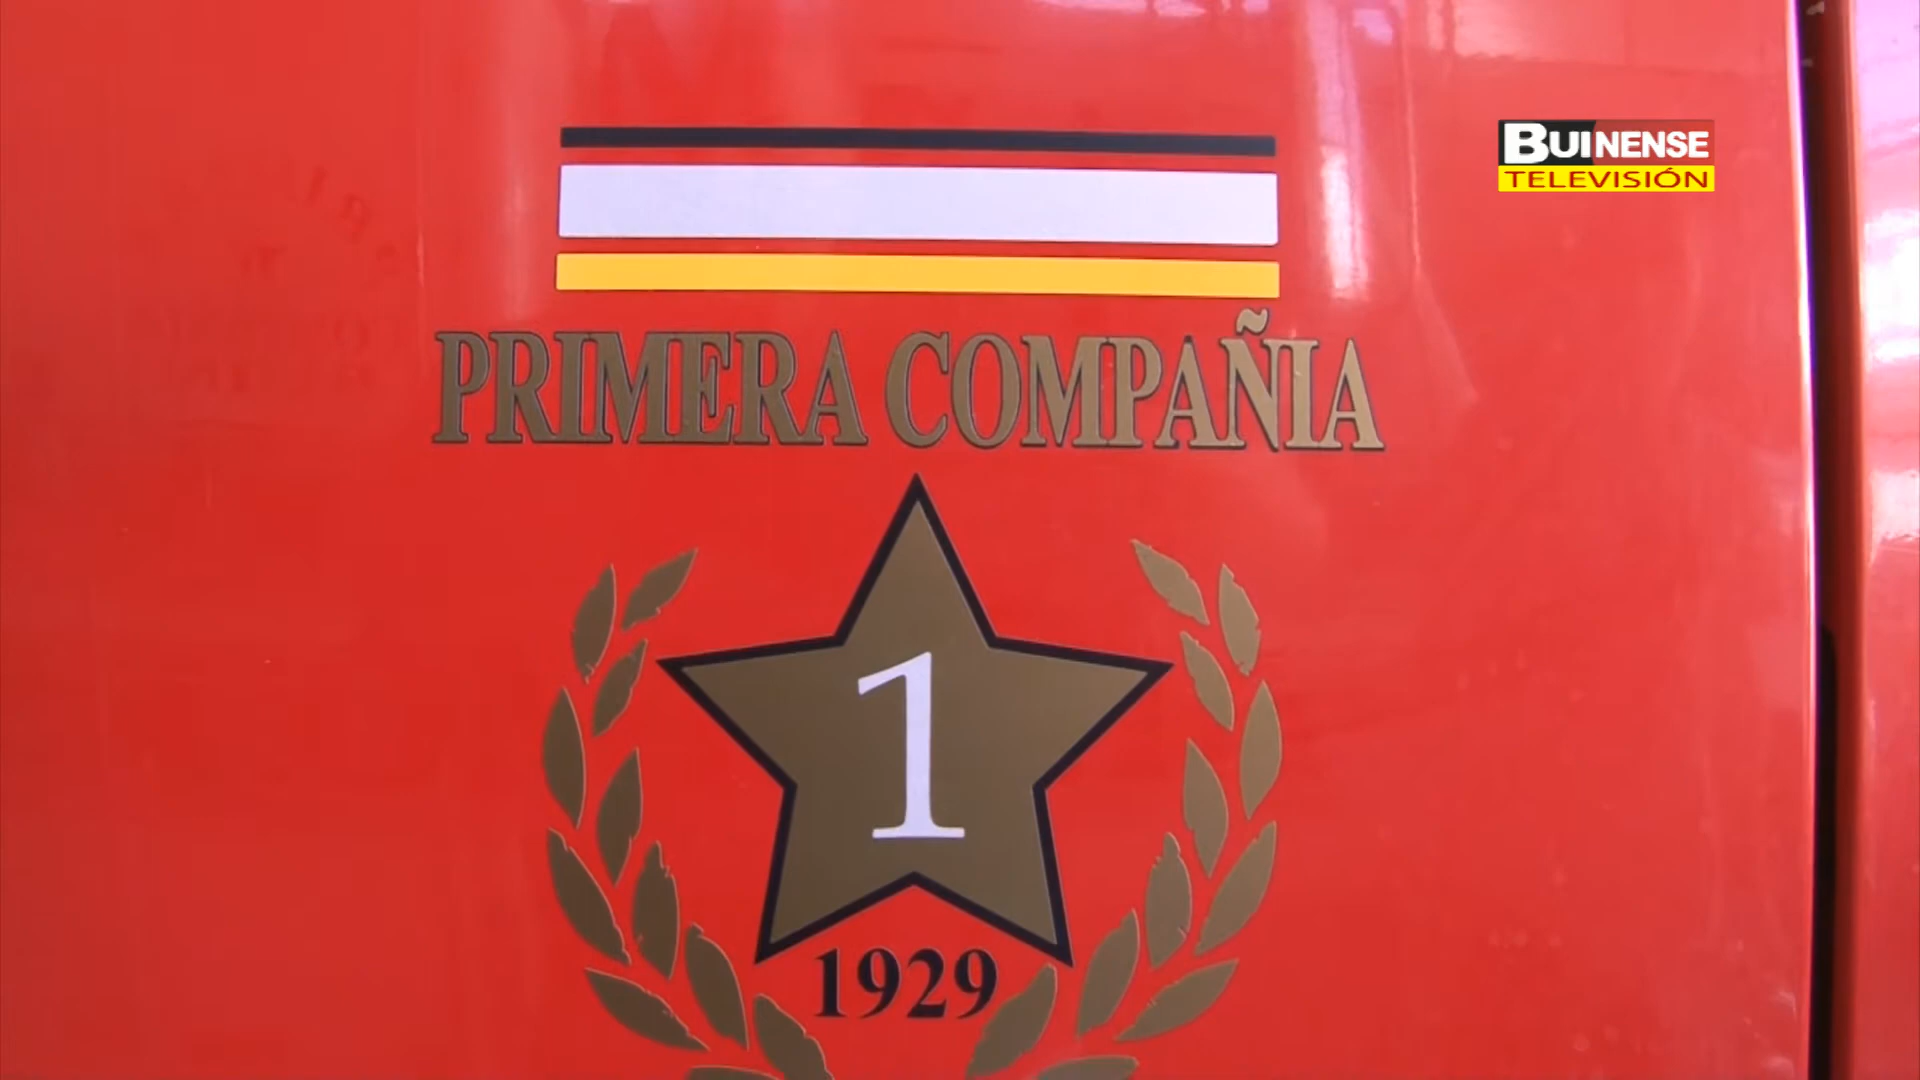 BUINENSE
TELEVISIÓN
PRIMERA COMPAÑIA
1
1929